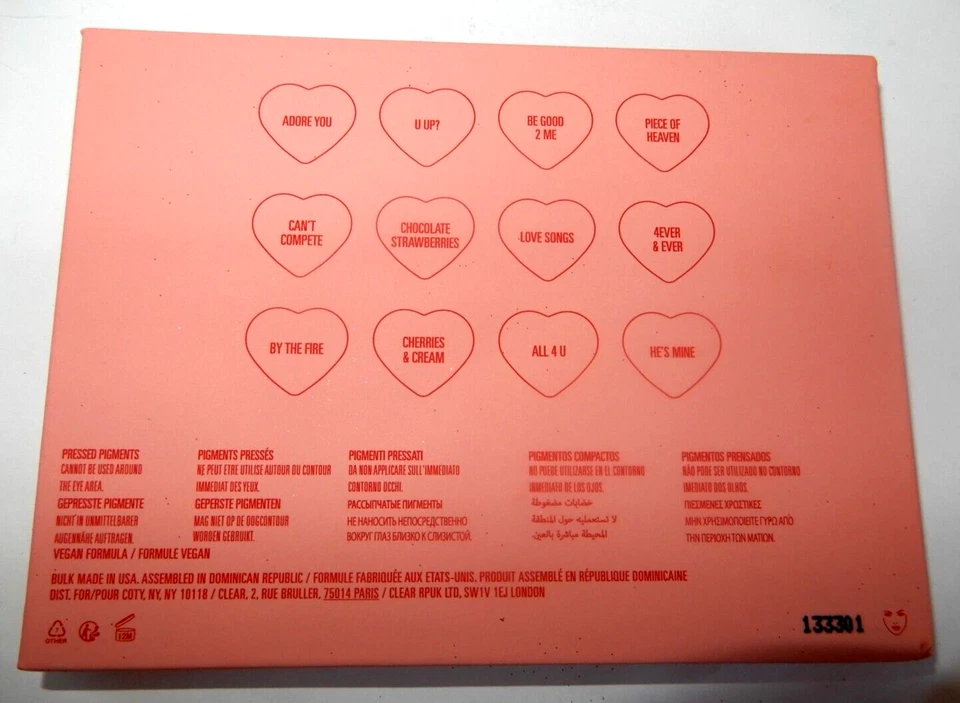 ADORE YOU
U UP?
BE GOOD
2 ME
PIECE OF
HEAVEN
CAN'T
COMPETE
CHOCOLATE
STRAWBERRIES
LOVE SONGS
4EVER
& EVER
BY THE FIRE
CHERRIES
& CREAM
ALL 4 U
HE'S MINE
PRESSED PIGMENTS
CANNOT BE USED AROUND
THE EYE AREA.
PIGMENTS PRESSÉS
NE PEUT ETRE UTILISE AUTOUR DU CONTOUR
IMMEDIAT DES YEUX.
PIGMENTI PRESSATI
DA NON APPLICARE SULL'IMMEDIATO
CONTORNO OCCHI.
PIGMENTOS COMPACTOS
NO PUEDE UTILIZARSE EN EL CONTORNO
IMMEDIATO DE LOS OJOS.
PIGMENTOS PRENSADOS
NÃO PODE SER UTILIZADO NO CONTORNO
IMEDIATO DOS OLHOS.
GEPRESSTE PIGMENTE
NICHT IN UNMITTELBARER
AUGENNÄHE AUFTRAGEN.
GEPERSTE PIGMENTEN
MAG NIET OP DE OOGCONTOUR
WORDEN GEBRUIKT.
РАССЫПЧАТЫЕ ПИГМЕНТЫ
НЕ НАНОСИТЬ НЕПОСРЕДСТВЕННО
ВОКРУГ ГЛАЗ БЛИЗКО К СЛИЗИСТОЙ.
خضابات مضغوطة
لا تستعمليه حول المنطقة
المحيطة مباشرة بالعين.
ΠΙΕΣΜΕΝΕΣ ΧΡΩΣΤΙΚΕΣ
ΜΗΝ ΧΡΗΣΙΜΟΠΟΙΕΙΤΕ ΓΥΡΩ ΑΠΌ
ΤΗΝ ΠΕΡΙΟΧΗ ΤΩΝ ΜΑΤΙΩΝ.
VEGAN FORMULA / FORMULE VEGAN
BULK MADE IN USA. ASSEMBLED IN DOMINICAN REPUBLIC / FORMULE FABRIQUÉE AUX ETATS-UNIS. PRODUIT ASSEMBLÉ EN RÉPUBLIQUE DOMINICAINE
DIST. FOR/POUR COTY, NY, NY 10118 / CLEAR, 2, RUE BRULLER, 75014 PARIS / CLEAR RPUK LTD, SW1V 1EJ LONDON
OTHER
12M
133301